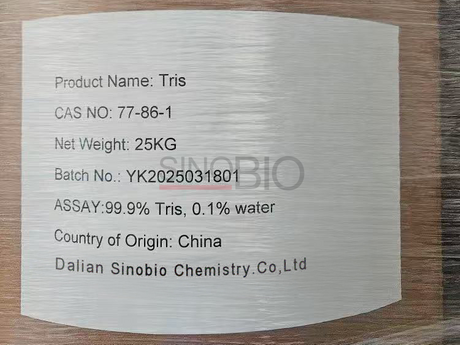 Product Name: Tris
CAS NO: 77-86-1
Net Weight: 25KG
SINOBIO
Batch No.: YK2025031801
ASSAY:99.9% Tris, 0.1% water
Country of Origin: China
Dalian Sinobio Chemistry.Co,Ltd